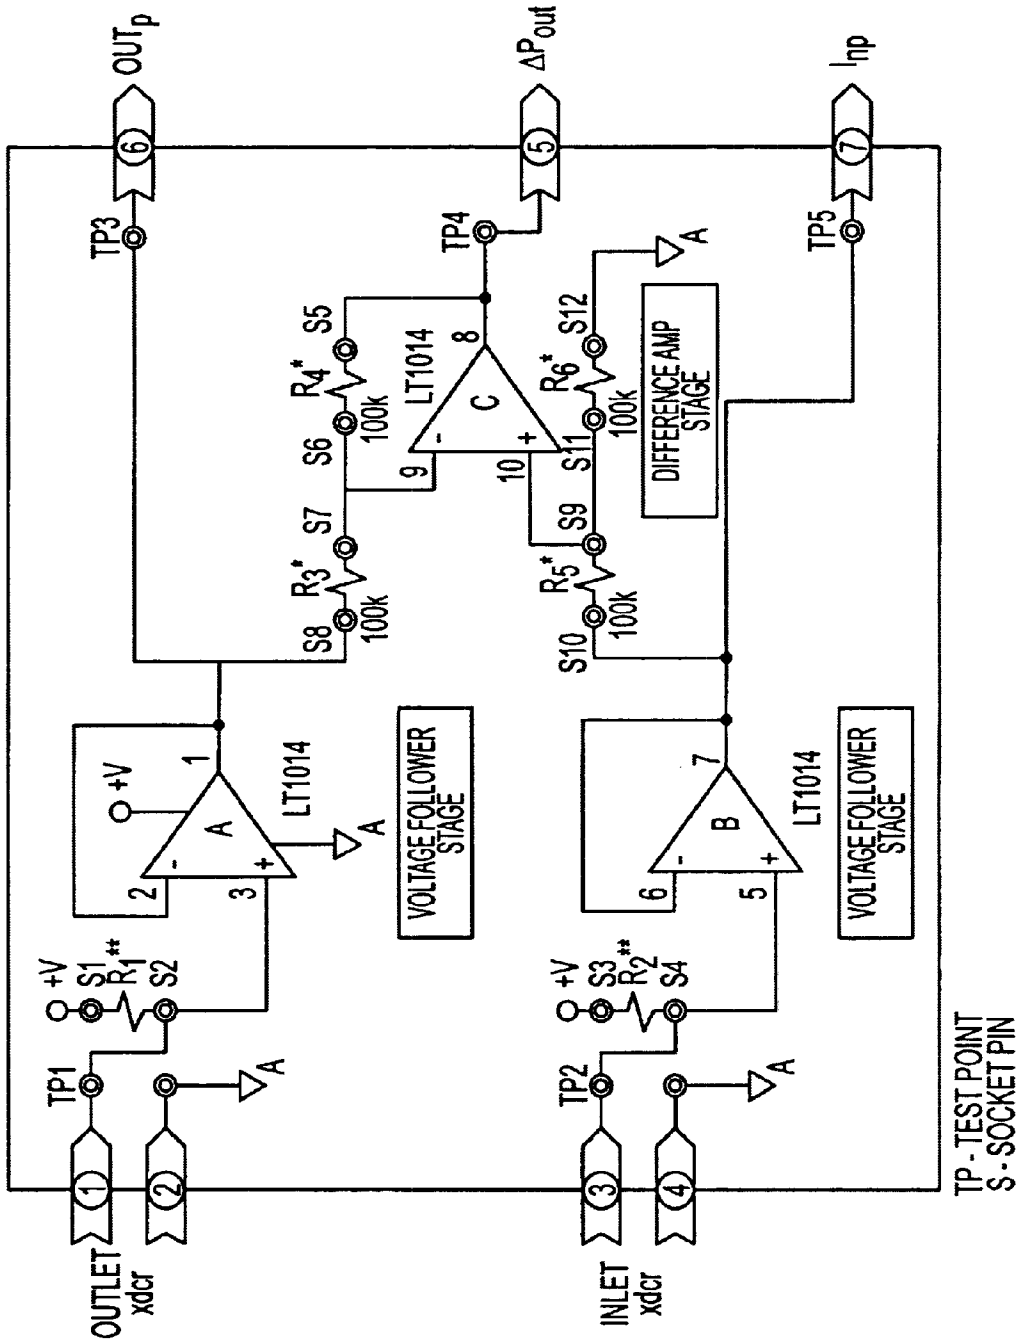 OUTLET
xdcr
1
2
TP1
A
+V
S1
R1**
S2
2
3
-
+
A
+V
1
LT1014
A
VOLTAGE FOLLOWER
STAGE
S8
R3*
100k
S7
S6
R4*
100k
S5
9
10
-
+
C
8
LT1014
TP3
6
OUTp
TP4
5
ΔPout
INLET
xdcr
3
4
TP2
A
+V
S3
R2**
S4
6
5
-
+
B
7
LT1014
VOLTAGE FOLLOWER
STAGE
S10
R5*
100k
S9
S11
R6*
100k
S12
A
DIFFERENCE AMP
STAGE
TP5
7
Inp
TP - TEST POINT
S - SOCKET PIN